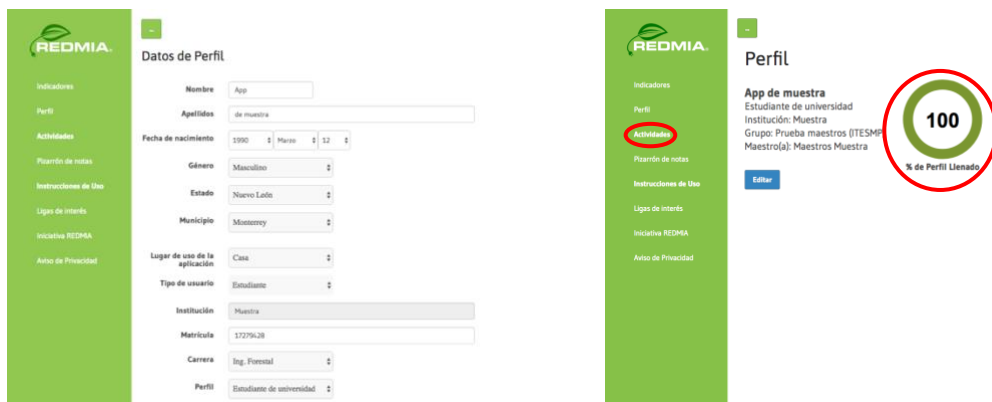 REDMIA
Indicadores
Perfil
Actividades
Pizarrón de notas
Instrucciones de Uso
Ligas de interés
Iniciativa REDMIA
Aviso de Privacidad
Datos de Perfil
Nombre App
Apellidos de muestra
Fecha de nacimiento 1990 Marzo 12
Género Masculino
Estado Nuevo León
Municipio Monterrey
Lugar de uso de la
aplicación Casa
Tipo de usuario Estudiante
Institución Muestra
Matrícula 17279428
Carrera Ing. Forestal
Perfil Estudiante de universidad
REDMIA
Indicadores
Perfil
Actividades
Pizarrón de notas
Instrucciones de Uso
Ligas de interés
Iniciativa REDMIA
Aviso de Privacidad
Perfil
App de muestra
Estudiante de universidad
Institución: Muestra
Grupo: Prueba maestros (ITESMP
Maestro(a): Maestros Muestra
Editar
100
% de Perfil Llenado